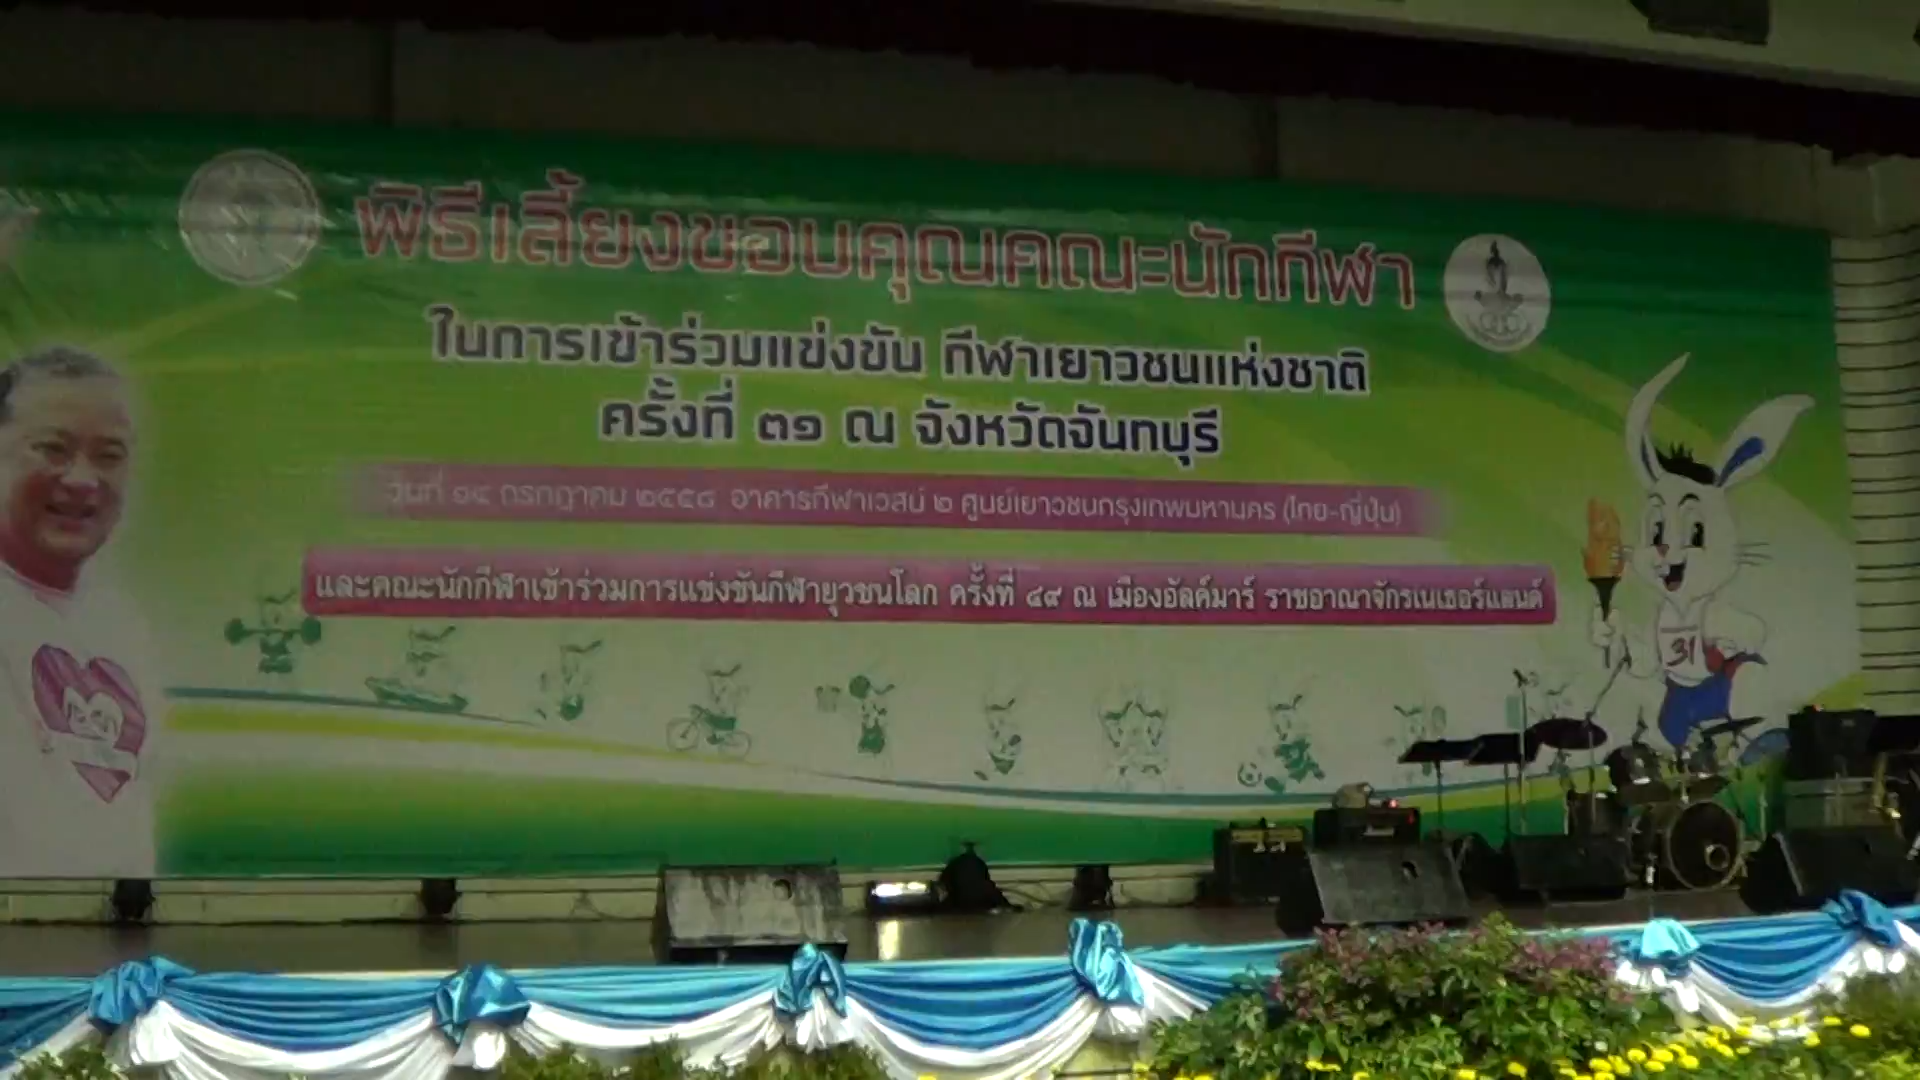 พิธีเลี้ยงขอบคุณคณะนักกีฬา
ในการเข้าร่วมแข่งขัน กีฬาเยาวชนแห่งชาติ
ครั้งที่ ๓๑ ณ จังหวัดจันทบุรี
วันที่ ๑๔ กรกฎาคม ๒๕๕๘ อาคารกีฬาเวสน์ ๒ ศูนย์เยาวชนกรุงเทพมหานคร (ไทย-ญี่ปุ่น)
และคณะนักกีฬาเข้าร่วมการแข่งขันกีฬายุวชนโลก ครั้งที่ ๔๙ ณ เมืองอัลค์มาร์ ราชอาณาจักรเนเธอร์แลนด์
31